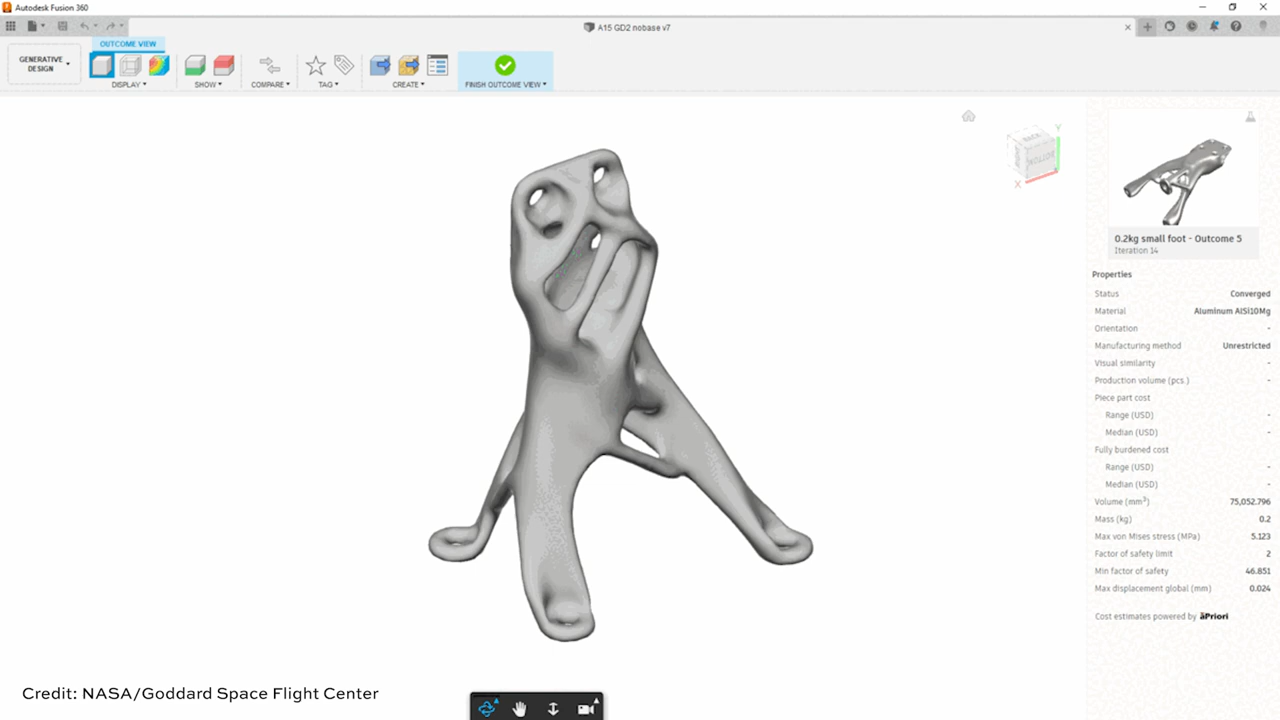 Autodesk Fusion 360
A15 GD2 nobase v7
OUTCOME VIEW
GENERATIVE
DESIGN
DISPLAY
SHOW
COMPARE
TAG
CREATE
FINISH OUTCOME VIEW
BACK
BOTTOM
Y
X
0.2kg small foot - Outcome 5
Iteration 14
Properties
Status Converged
Material Aluminum AlSi10Mg
Orientation -
Manufacturing method Unrestricted
Visual similarity -
Production volume (pcs.) -
Piece part cost
Range (USD) -
Median (USD) -
Fully burdened cost
Range (USD) -
Median (USD) -
Volume (mm³) 75,052.796
Mass (kg) 0.2
Max von Mises stress (MPa) 5.123
Factor of safety limit 2
Min factor of safety 46.851
Max displacement global (mm) 0.024
Cost estimates powered by aPriori
Credit: NASA/Goddard Space Flight Center